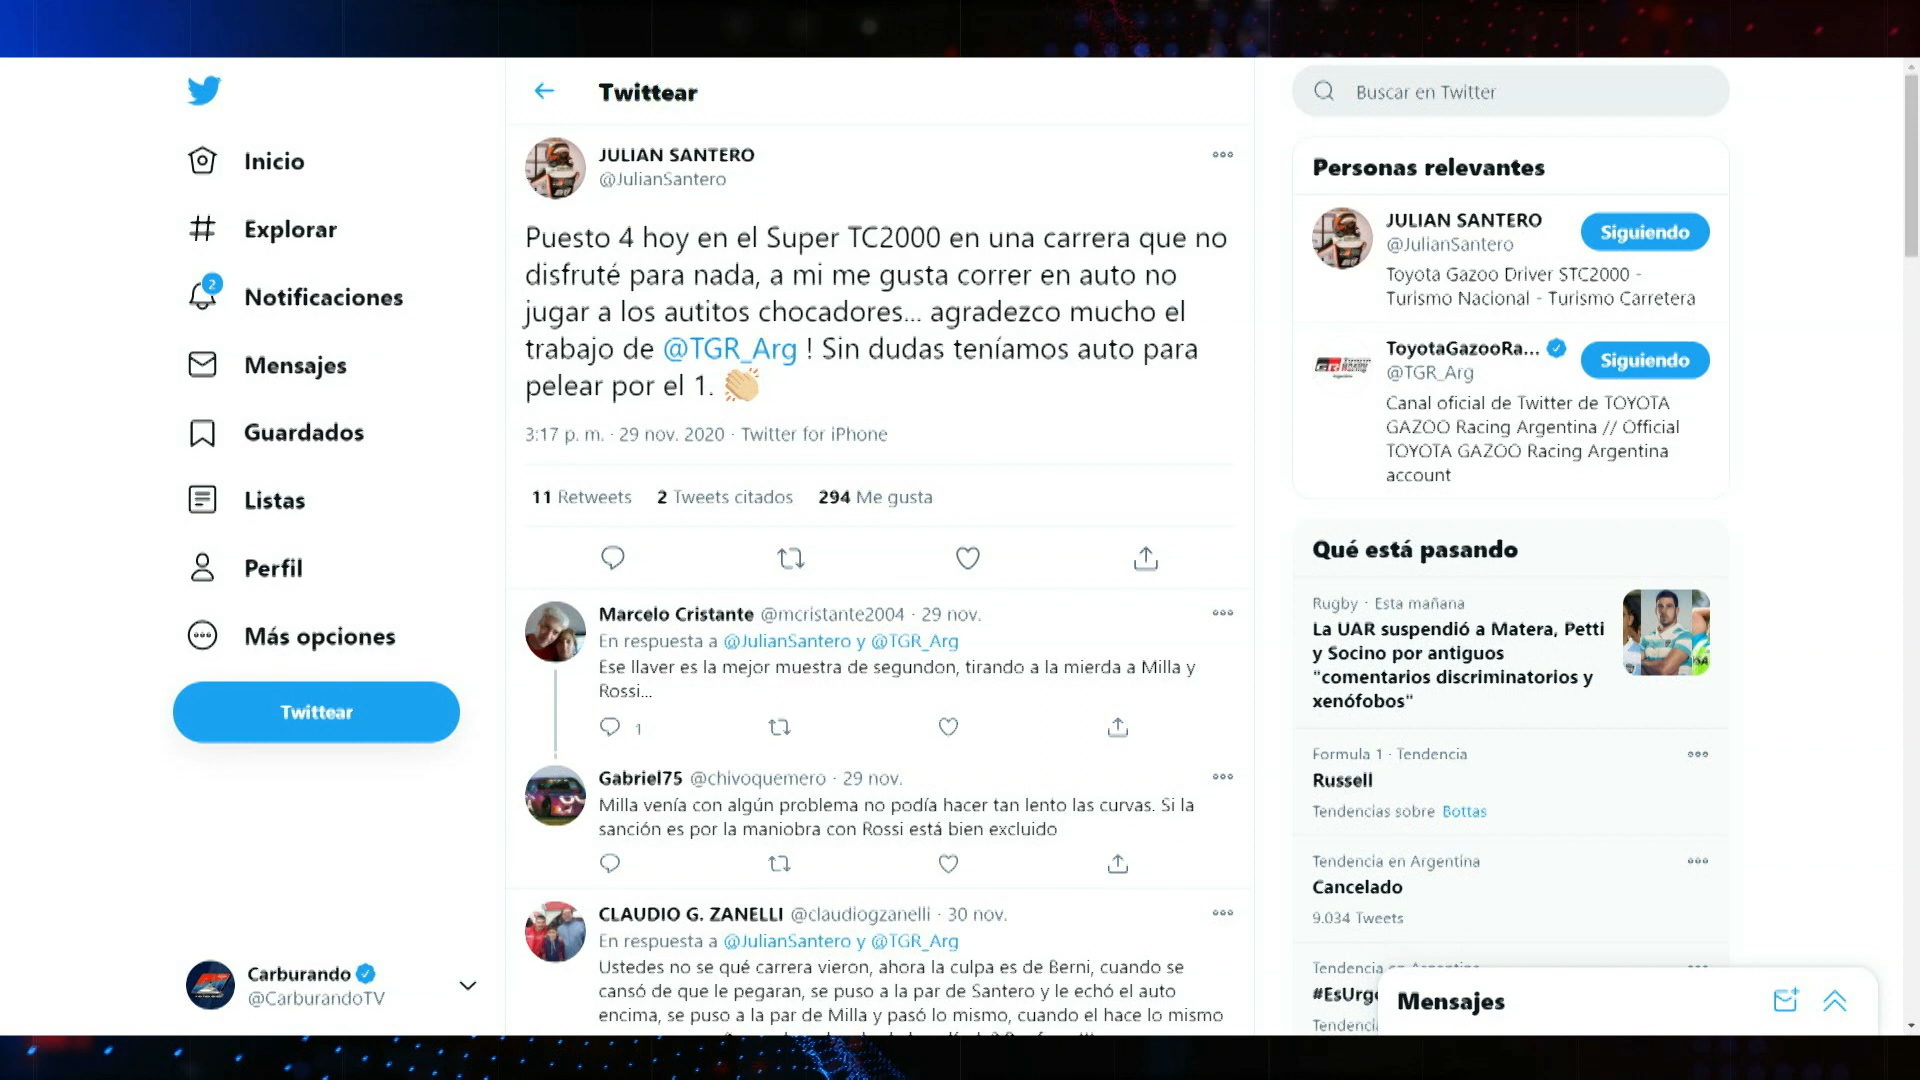 Twittear
Buscar en Twitter
Inicio
Explorar
2
Notificaciones
Mensajes
Guardados
Listas
Perfil
Más opciones
Twittear
Carburando
@CarburandoTV
JULIAN SANTERO
@JulianSantero
Puesto 4 hoy en el Super TC2000 en una carrera que no
disfruté para nada, a mi me gusta correr en auto no
jugar a los autitos chocadores... agradezco mucho el
trabajo de @TGR_Arg ! Sin dudas teníamos auto para
pelear por el 1. 👏🏼
3:17 p. m. · 29 nov. 2020 · Twitter for iPhone
11 Retweets 2 Tweets citados 294 Me gusta
Marcelo Cristante @mcristante2004 · 29 nov.
En respuesta a @JulianSantero y @TGR_Arg
Ese llaver es la mejor muestra de segundon, tirando a la mierda a Milla y
Rossi...
1
Gabriel75 @chivoquemero · 29 nov.
Milla venía con algún problema no podía hacer tan lento las curvas. Si la
sanción es por la maniobra con Rossi está bien excluido
CLAUDIO G. ZANELLI @claudiogzanelli · 30 nov.
En respuesta a @JulianSantero y @TGR_Arg
Ustedes no se qué carrera vieron, ahora la culpa es de Berni, cuando se
cansó de que le pegaran, se puso a la par de Santero y le echó el auto
encima, se puso a la par de Milla y pasó lo mismo, cuando el hace lo mismo
Personas relevantes
JULIAN SANTERO
@JulianSantero
Siguiendo
Toyota Gazoo Driver STC2000 -
Turismo Nacional - Turismo Carretera
ToyotaGazooRa...
@TGR_Arg
Siguiendo
Canal oficial de Twitter de TOYOTA
GAZOO Racing Argentina // Official
TOYOTA GAZOO Racing Argentina
account
Qué está pasando
Rugby · Esta mañana
La UAR suspendió a Matera, Petti
y Socino por antiguos
"comentarios discriminatorios y
xenófobos"
Formula 1 · Tendencia
Russell
Tendencias sobre Bottas
Tendencia en Argentina
Cancelado
9.034 Tweets
Tendencia en Argentina
#EsUrge
Tendenci
Mensajes